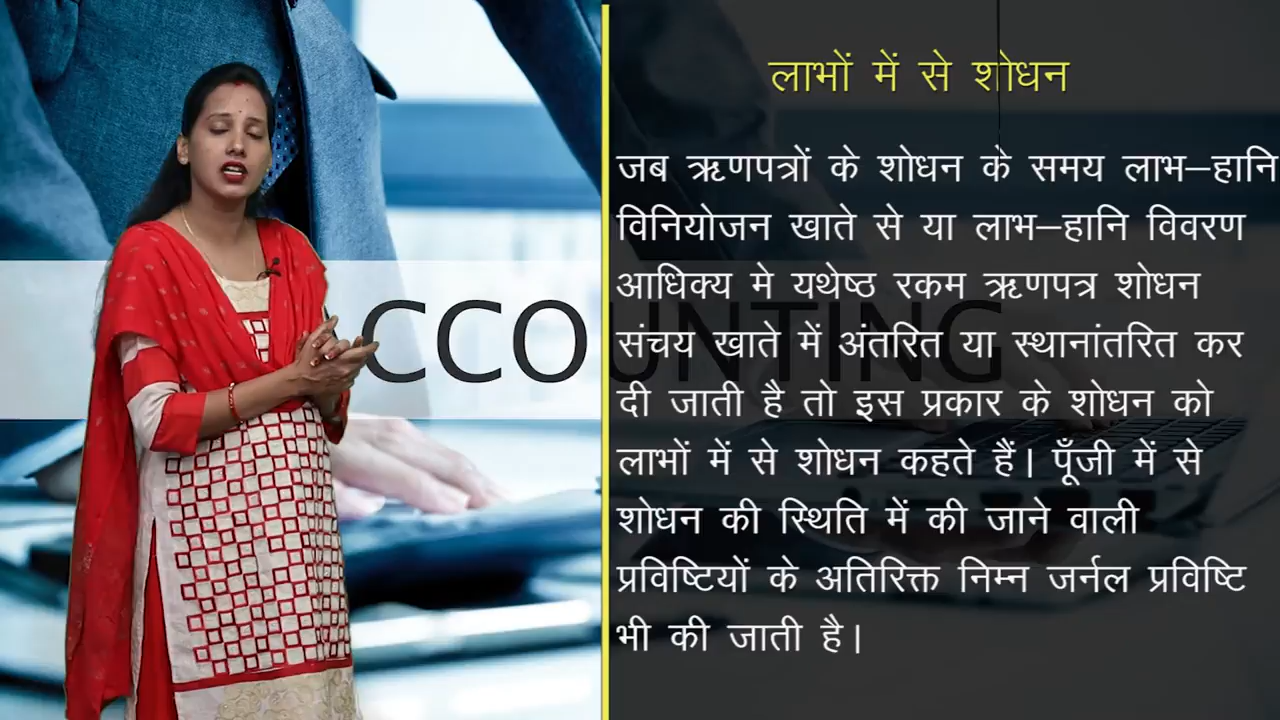 लाभों में से शोधन
जब ऋणपत्रों के शोधन के समय लाभ–हानि
विनियोजन खाते से या लाभ–हानि विवरण
आधिक्य मे यथेष्ठ रकम ऋणपत्र शोधन
संचय खाते में अंतरित या स्थानांतरित कर
दी जाती है तो इस प्रकार के शोधन को
लाभों में से शोधन कहते हैं। पूँजी में से
शोधन की स्थिति में की जाने वाली
प्रविष्टियों के अतिरिक्त निम्न जर्नल प्रविष्टि
भी की जाती है।
CCOUNTING